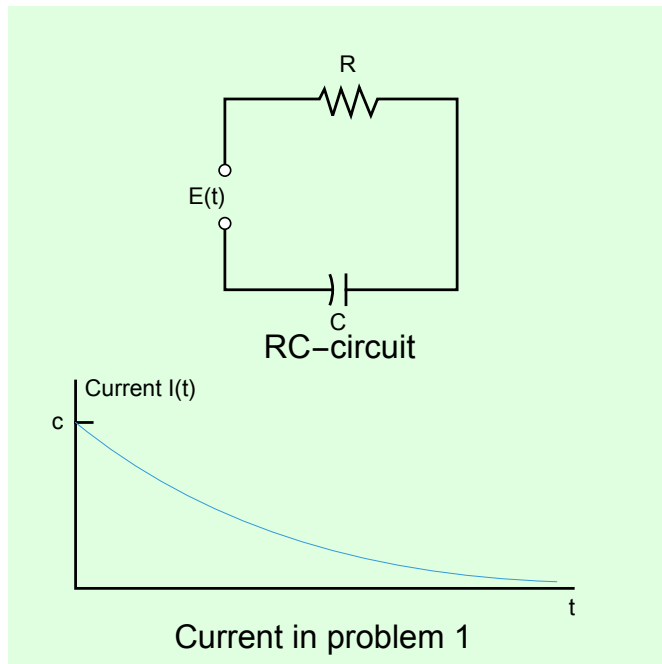 R
E(t)
C
RC−circuit
Current I(t)
c
t
Current in problem 1